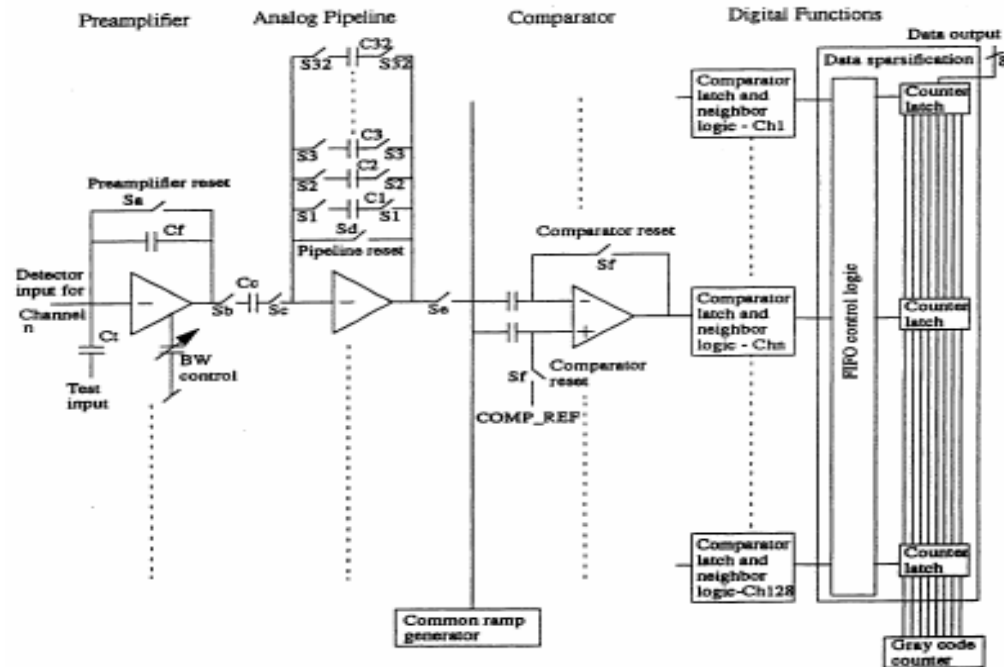 Preamplifier
Analog Pipeline
Comparator
Digital Functions
Data output
8
Data sparsification
S32
C32
S32
S3
C3
S3
S2
C2
S2
S1
C1
S1
Sd
Pipeline reset
Preamplifier reset
Sa
Cf
Detector
input for
Channel
n
Ct
Test
input
BW
control
Sb
Cc
Sc
Se
Comparator reset
Sf
Sf
Comparator
reset
COMP_REF
Common ramp
generator
Comparator
latch and
neighbor
logic - Ch1
Comparator
latch and
neighbor
logic - Chn
Comparator
latch and
neighbor
logic-Ch128
FIFO control logic
Counter
latch
Counter
latch
Counter
latch
Gray code
counter